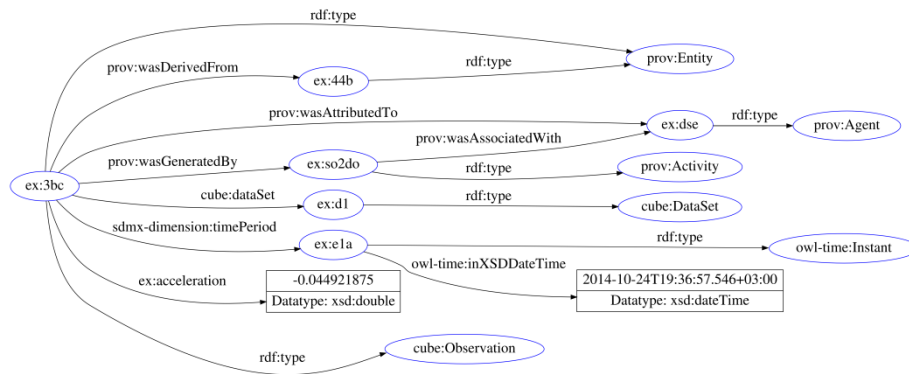 rdf:type
prov:Entity
prov:wasDerivedFrom
rdf:type
ex:44b
prov:wasAttributedTo
ex:dse
rdf:type
prov:Agent
prov:wasAssociatedWith
prov:wasGeneratedBy
ex:so2do
rdf:type
prov:Activity
ex:3bc
cube:dataSet
ex:d1
rdf:type
cube:DataSet
sdmx-dimension:timePeriod
ex:e1a
rdf:type
owl-time:Instant
owl-time:inXSDDateTime
ex:acceleration
-0.044921875
Datatype: xsd:double
2014-10-24T19:36:57.546+03:00
Datatype: xsd:dateTime
rdf:type
cube:Observation